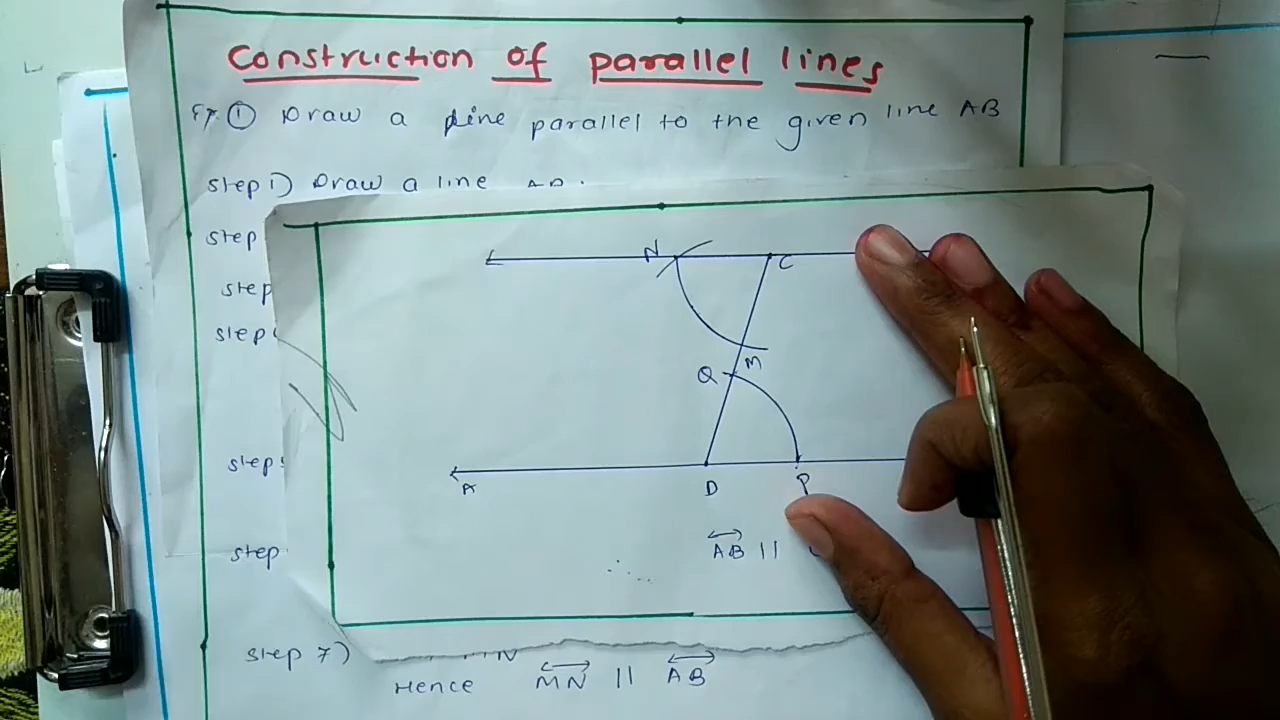 Construction of parallel lines
Ex ① Draw a line parallel to the given line AB
step 1) Draw a line AB.
step
step
step
step
step
step 7)
N C
M
Q
A D P
AB ||
Hence MN || AB